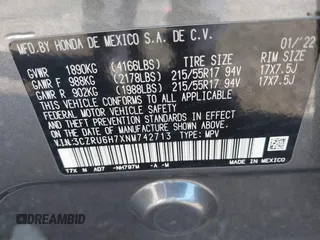 MFD.BY HONDA DE MEXICO S.A. DE C.V.
01/'22
GVWR 1890KG (4166LBS) TIRE SIZE RIM SIZE
GAWR F 988KG (2178LBS) 215/55R17 94V 17X7.5J
GAWR R 902KG (1988LBS) 215/55R17 94V 17X7.5J
THIS VEHICLE CONFORMS TO ALL APPLICABLE
FEDERAL MOTOR VEHICLE SAFETY AND THEFT
PREVENTION STANDARDS IN EFFECT ON THE DATE
OF MANUFACTURE SHOWN ABOVE.
V.I.N:3CZRU6H7XNM742713 TYPE: MPV
T7X N AD7 -NH797M -A -M
MADE IN MEXICO
DREAMBID